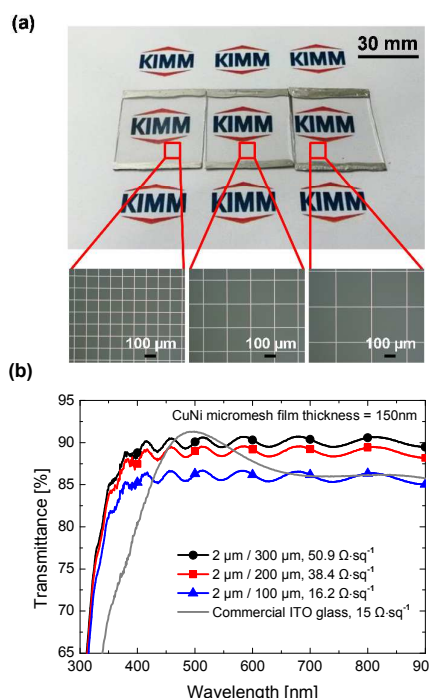 (a)
30 mm
KIMM KIMM KIMM
KIMM KIMM KIMM
KIMM KIMM KIMM
100 μm 100 μm 100 μm
(b)
CuNi micromesh film thickness = 150nm
95
90
85
80
75
70
65
Transmittance [%]
2 μm / 300 μm, 50.9 Ω·sq⁻¹
2 μm / 200 μm, 38.4 Ω·sq⁻¹
2 μm / 100 μm, 16.2 Ω·sq⁻¹
Commercial ITO glass, 15 Ω·sq⁻¹
300 400 500 600 700 800 900
Wavelength [nm]